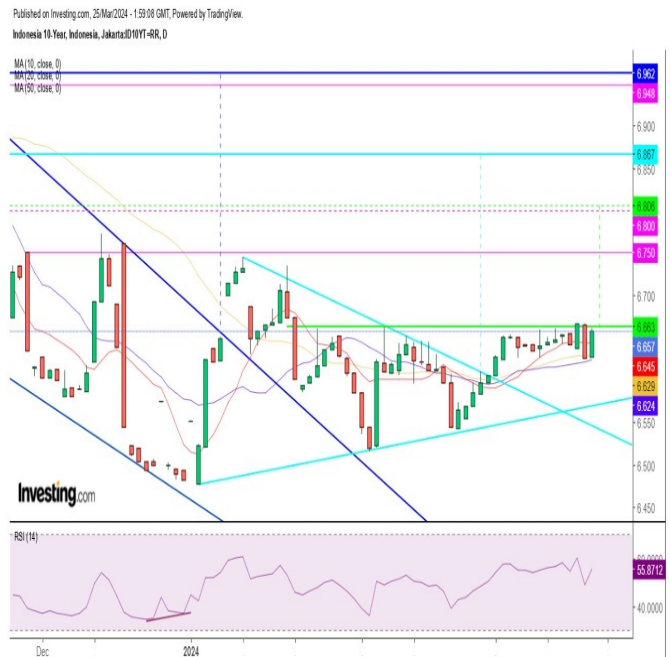 Published on Investing.com, 25/Mar/2024 - 1:59:08 GMT, Powered by TradingView.
Indonesia 10-Year, Indonesia, Jakarta:ID10YT=RR, D
MA (10, close, 0)
MA (20, close, 0)
MA (50, close, 0)
6.962
6.948
6.900
6.867
6.850
6.806
6.800
6.750
6.700
6.663
6.657
6.645
6.629
6.624
6.550
6.500
6.450
Investing.com
RSI (14)
60.0000
55.8712
40.0000
Dec
2024